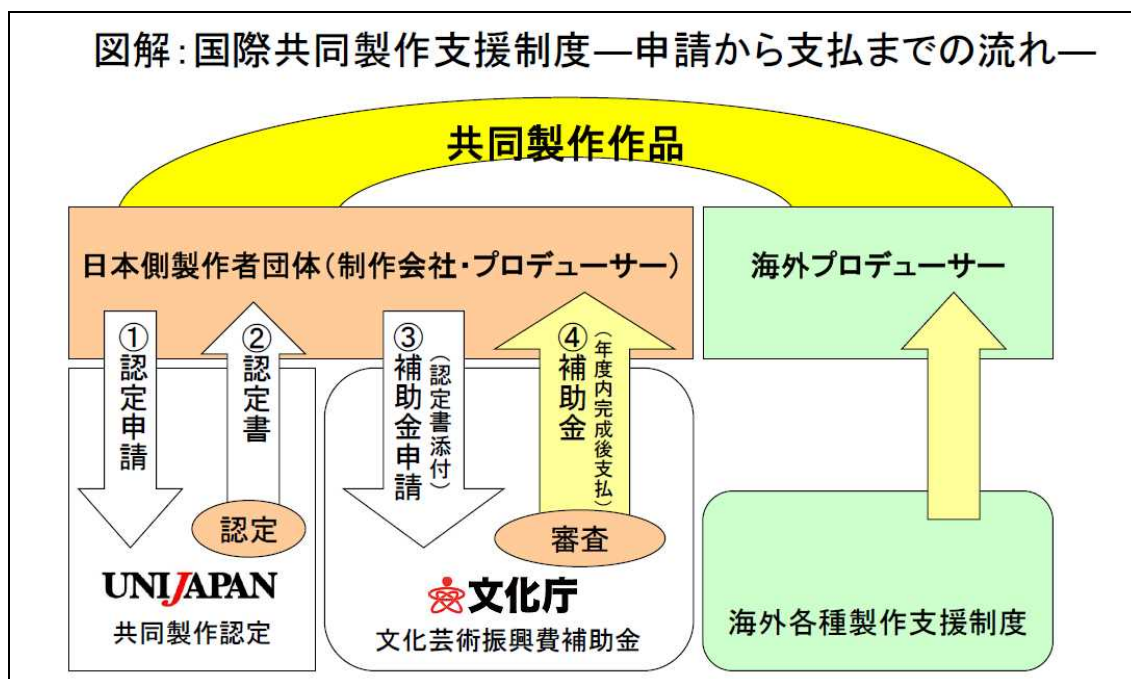 図解：国際共同製作支援制度―申請から支払までの流れ―
共同製作作品
日本側製作者団体（制作会社・プロデューサー）
海外プロデューサー
①認定申請
②認定書
③補助金申請
（認定書添付）
④補助金
（年度内完成後支払）
認定
審査
UNIJAPAN
共同製作認定
文化庁
文化芸術振興費補助金
海外各種製作支援制度